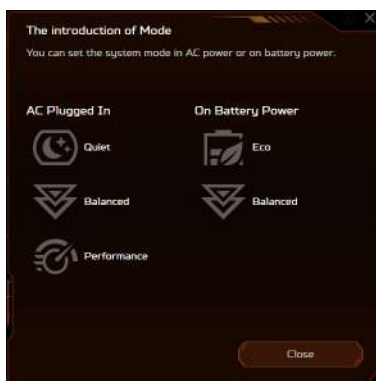 The introduction of Mode
You can set the system mode in AC power or on battery power.
AC Plugged In
On Battery Power
Quiet
Eco
Balanced
Balanced
Performance
Close